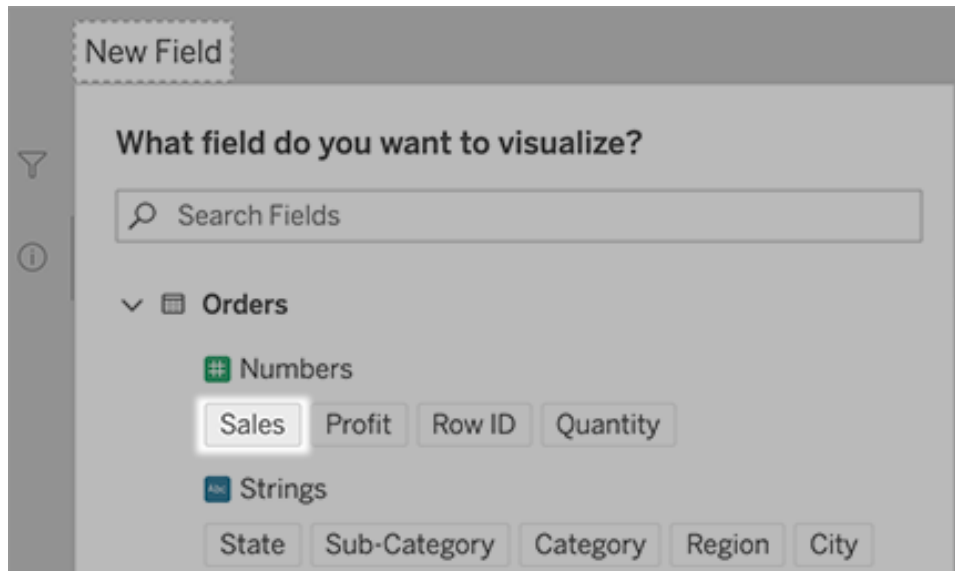 New Field
What field do you want to visualize?
Search Fields
Orders
# Numbers
Sales Profit Row ID Quantity
Abc Strings
State Sub-Category Category Region City